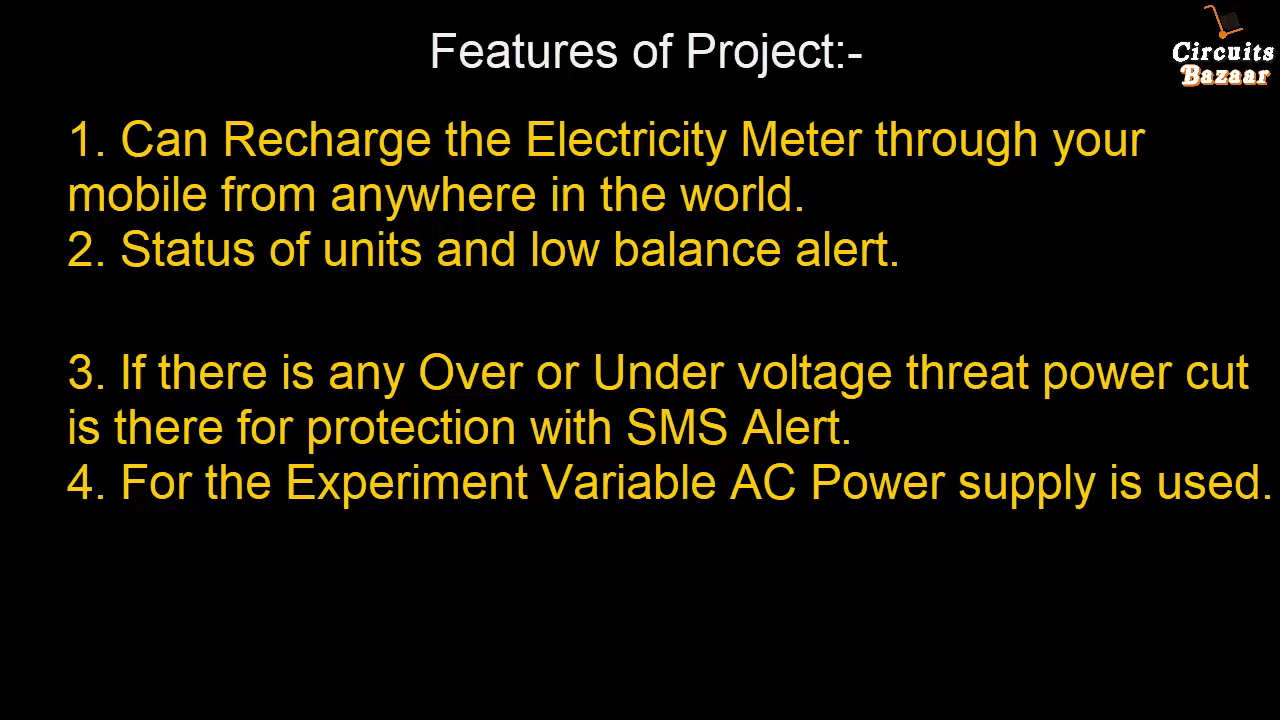 Features of Project:-
Circuits
Bazaar
1. Can Recharge the Electricity Meter through your
mobile from anywhere in the world.
2. Status of units and low balance alert.
3. If there is any Over or Under voltage threat power cut
is there for protection with SMS Alert.
4. For the Experiment Variable AC Power supply is used.